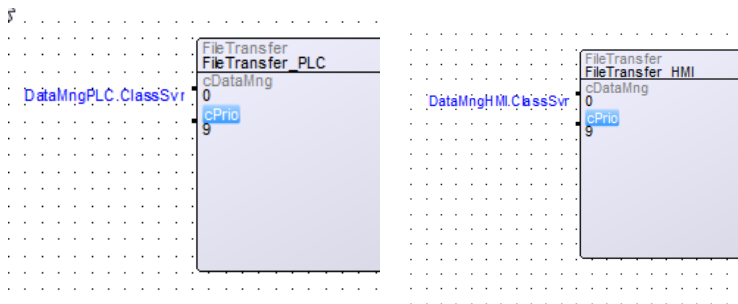 FileTransfer
FileTransfer_PLC
cDataMng
DataMngPLC.ClassSvr
0
cPrio
9
FileTransfer
FileTransfer_HMI
cDataMng
DataMngHMI.ClassSvr
0
cPrio
9